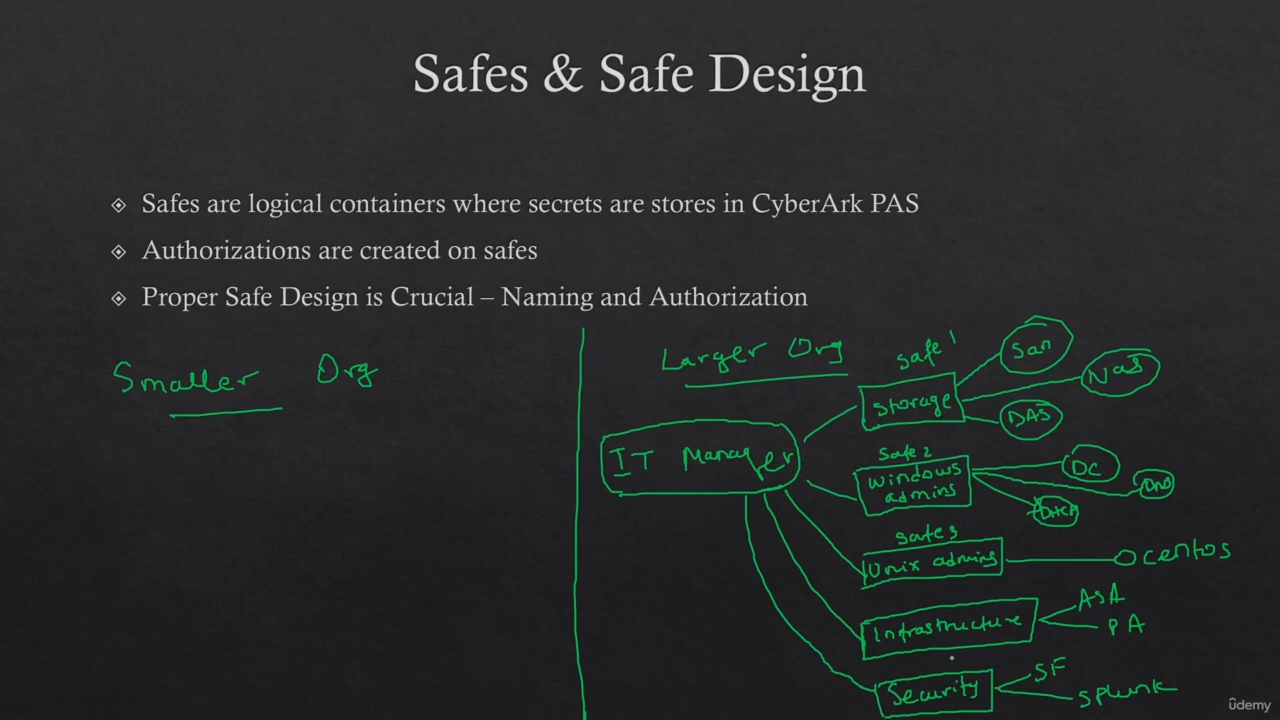 Safes & Safe Design
Safes are logical containers where secrets are stores in CyberArk PAS
Authorizations are created on safes
Proper Safe Design is Crucial – Naming and Authorization
Smaller Org
Larger Org
IT Manager
Safe 1
Storage
San
Nas
DAS
Safe 2
Windows
admins
DC
DNS
DHCP
Safe 3
Unix admins
centos
Infrastructure
ASA
PA
Security
SF
Splunk
ûdemy